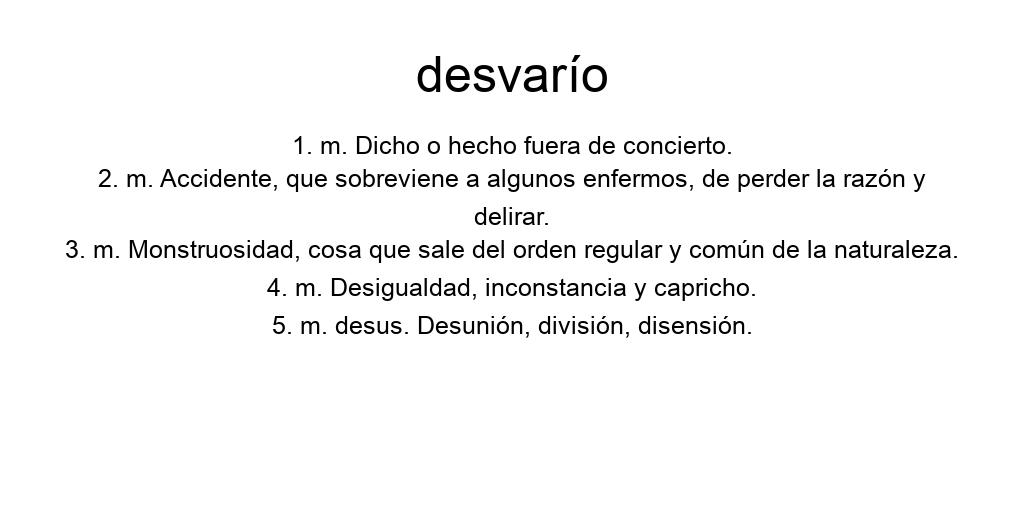 desvarío
1. m. Dicho o hecho fuera de concierto.
2. m. Accidente, que sobreviene a algunos enfermos, de perder la razón y
delirar.
3. m. Monstruosidad, cosa que sale del orden regular y común de la naturaleza.
4. m. Desigualdad, inconstancia y capricho.
5. m. desus. Desunión, división, disensión.